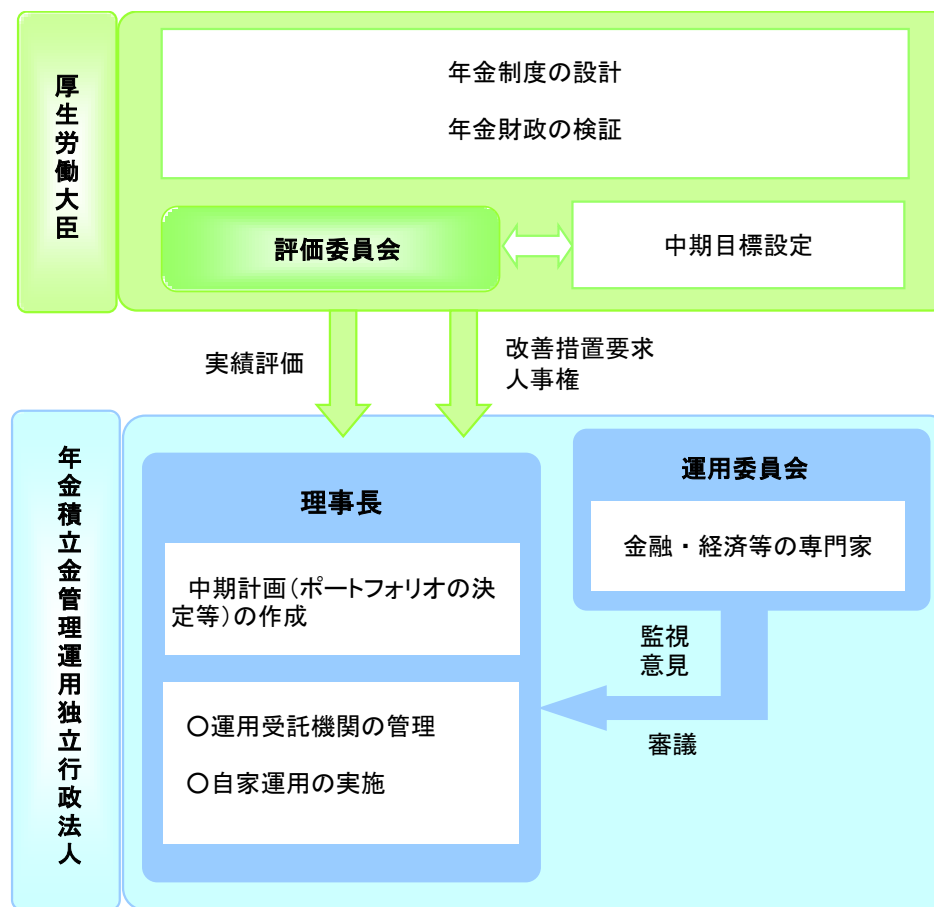 厚生労働大臣
年金制度の設計
年金財政の検証
評価委員会
中期目標設定
実績評価
改善措置要求
人事権
年金積立金管理運用独立行政法人
理事長
中期計画（ポートフォリオの決
定等）の作成
○運用受託機関の管理
○自家運用の実施
運用委員会
金融・経済等の専門家
監視
意見
審議